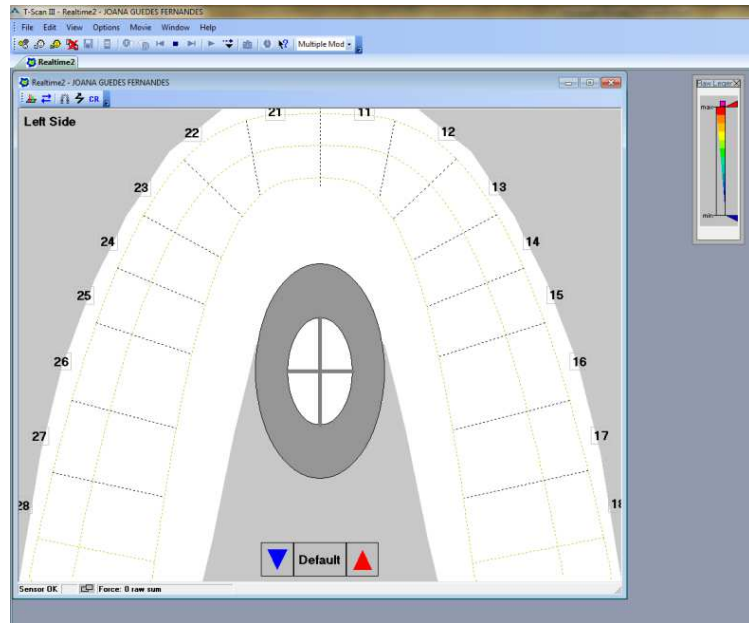 T-Scan III - Realtime2 - JOANA GUEDES FERNANDES
File Edit View Options Movie Window Help
Multiple Mod
Realtime2
Realtime2 - JOANA GUEDES FERNANDES
CR
Left Side
21 11
22 12
23 13
24 14
25 15
26 16
27 17
28 18
Default
Sensor OK Force: 0 raw sum
max
min